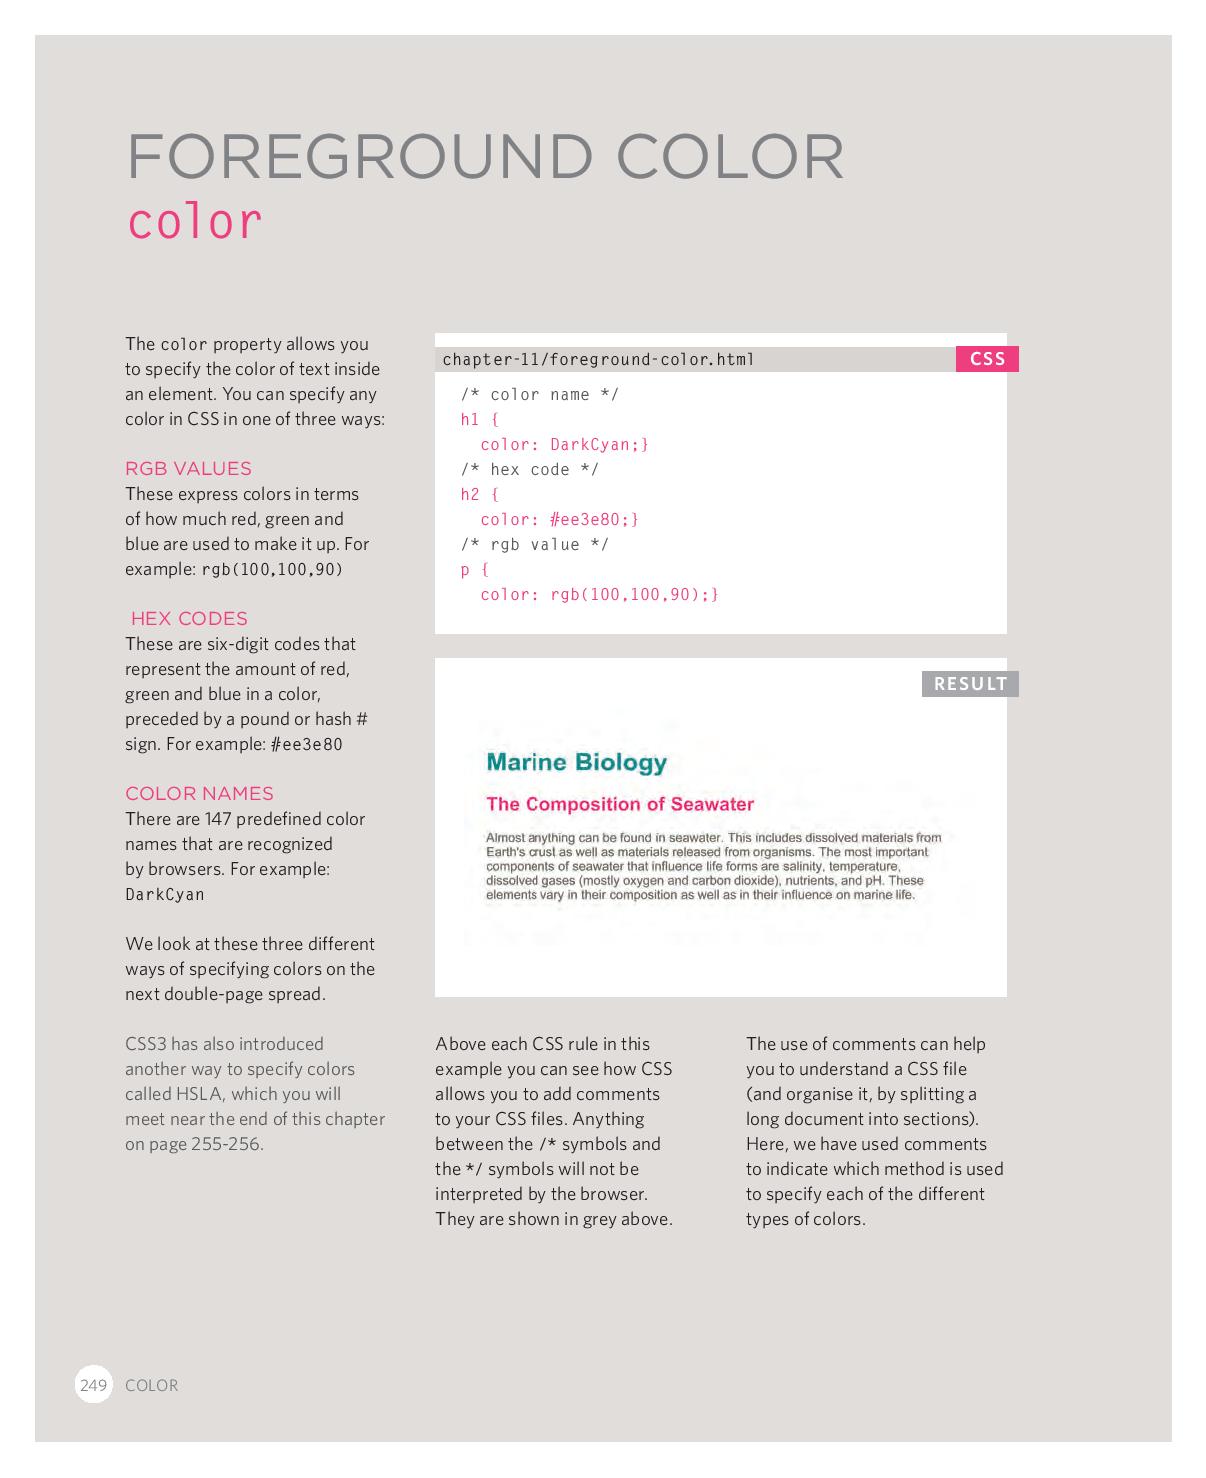 FOREGROUND COLOR
color
The color property allows you
to specify the color of text inside
an element. You can specify any
color in CSS in one of three ways:
RGB VALUES
These express colors in terms
of how much red, green and
blue are used to make it up. For
example: rgb(100,100,90)
HEX CODES
These are six-digit codes that
represent the amount of red,
green and blue in a color,
preceded by a pound or hash #
sign. For example: #ee3e80
COLOR NAMES
There are 147 predefined color
names that are recognized
by browsers. For example:
DarkCyan
We look at these three different
ways of specifying colors on the
next double-page spread.
CSS3 has also introduced
another way to specify colors
called HSLA, which you will
meet near the end of this chapter
on page 255-256.
chapter-11/foreground-color.html
CSS
/* color name */
h1 {
color: DarkCyan;}
/* hex code */
h2 {
color: #ee3e80;}
/* rgb value */
p {
color: rgb(100,100,90);}
RESULT
Marine Biology
The Composition of Seawater
Almost anything can be found in seawater. This includes dissolved materials from
Earth's crust as well as materials released from organisms. The most important
components of seawater that influence life forms are salinity, temperature,
dissolved gases (mostly oxygen and carbon dioxide), nutrients, and pH. These
elements vary in their composition as well as in their influence on marine life.
Above each CSS rule in this
example you can see how CSS
allows you to add comments
to your CSS files. Anything
between the /* symbols and
the */ symbols will not be
interpreted by the browser.
They are shown in grey above.
The use of comments can help
you to understand a CSS file
(and organise it, by splitting a
long document into sections).
Here, we have used comments
to indicate which method is used
to specify each of the different
types of colors.
249 COLOR